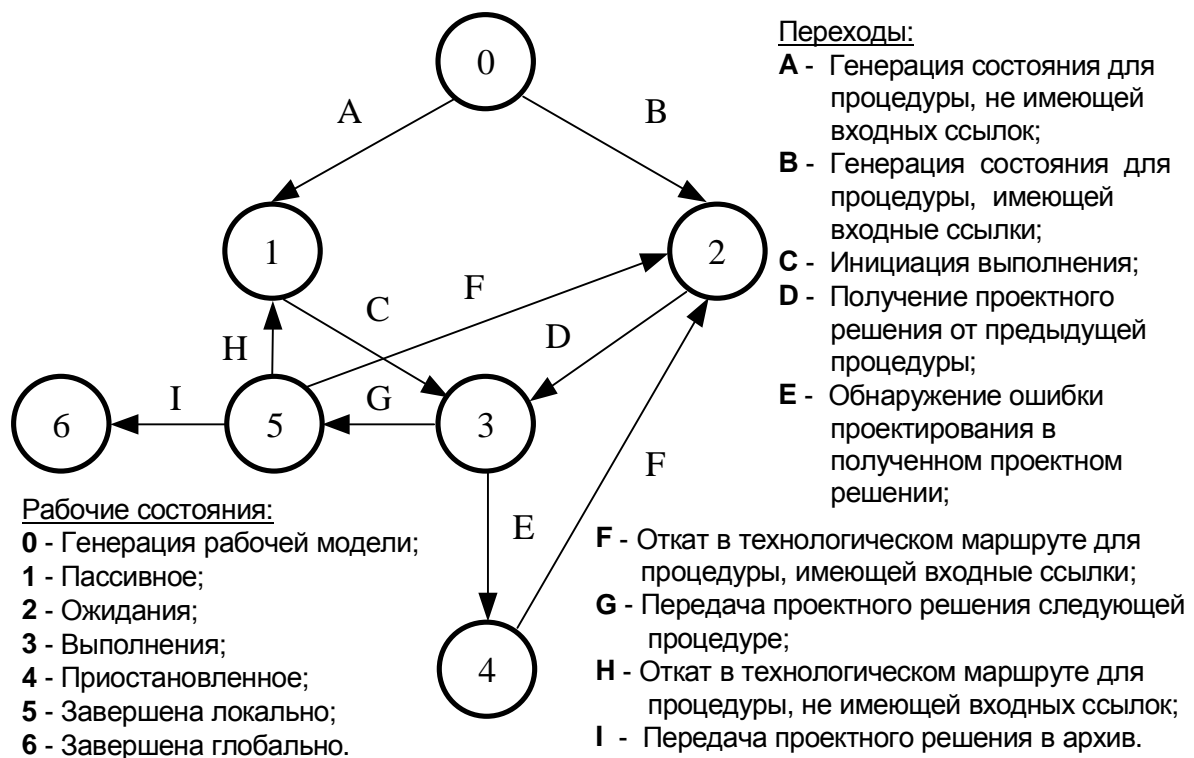 0
Переходы:
A - Генерация состояния для
процедуры, не имеющей
входных ссылок;
A
B
B - Генерация состояния для
процедуры, имеющей
входные ссылки;
1
2
C - Инициация выполнения;
F
C
D - Получение проектного
решения от предыдущей
процедуры;
D
H
I
G
E - Обнаружение ошибки
проектирования в
полученном проектном
решении;
6
5
3
F
E
4
Рабочие состояния:
0 - Генерация рабочей модели;
1 - Пассивное;
2 - Ожидания;
3 - Выполнения;
4 - Приостановленное;
5 - Завершена локально;
6 - Завершена глобально.
F - Откат в технологическом маршруте для
процедуры, имеющей входные ссылки;
G - Передача проектного решения следующей
процедуре;
H - Откат в технологическом маршруте для
процедуры, не имеющей входных ссылок;
I - Передача проектного решения в архив.